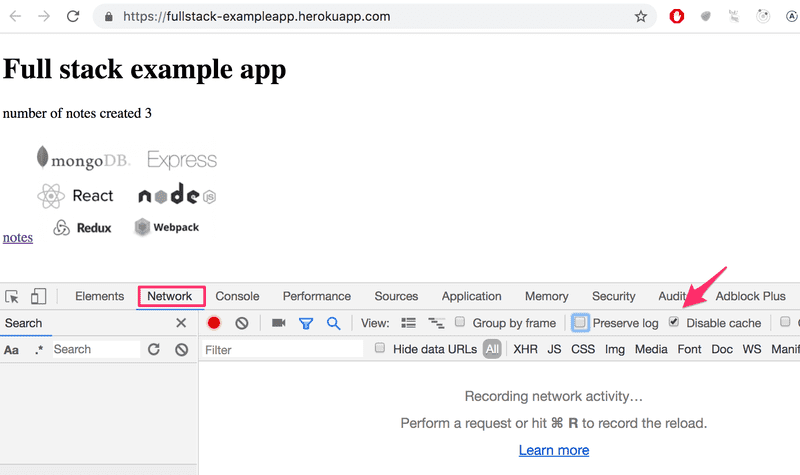 https://fullstack-exampleapp.herokuapp.com
Full stack example app
number of notes created 3
mongoDB. Express
React node JS
notes Redux Webpack
Elements Network Console Performance Sources Application Memory Security Adblock Plus
Search View: Group by frame Preserve log Disable cache
Aa .* Search Filter Hide data URLs All XHR JS CSS Img Media Font Doc WS Manif
Recording network activity…
Perform a request or hit ⌘ R to record the reload.
Learn more